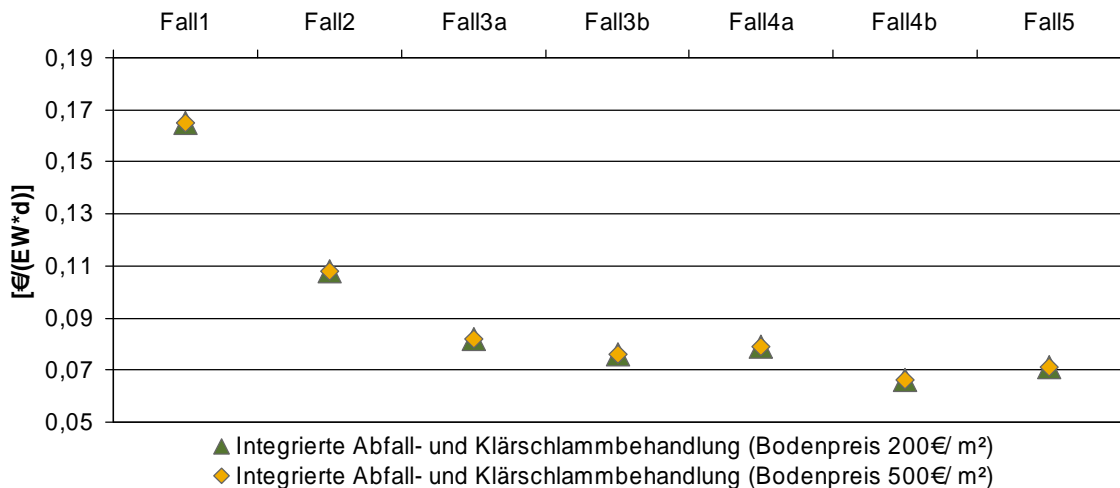 Fall1 Fall2 Fall3a Fall3b Fall4a Fall4b Fall5
0,19
0,17
0,15
0,13
0,11
0,09
0,07
0,05
[€/(EW*d)]
Integrierte Abfall- und Klärschlammbehandlung (Bodenpreis 200€/ m²)
Integrierte Abfall- und Klärschlammbehandlung (Bodenpreis 500€/ m²)